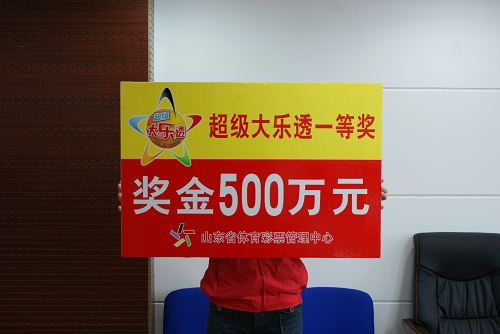 超级
大乐透
超级大乐透一等奖
奖金500万元
山东省体育彩票管理中心